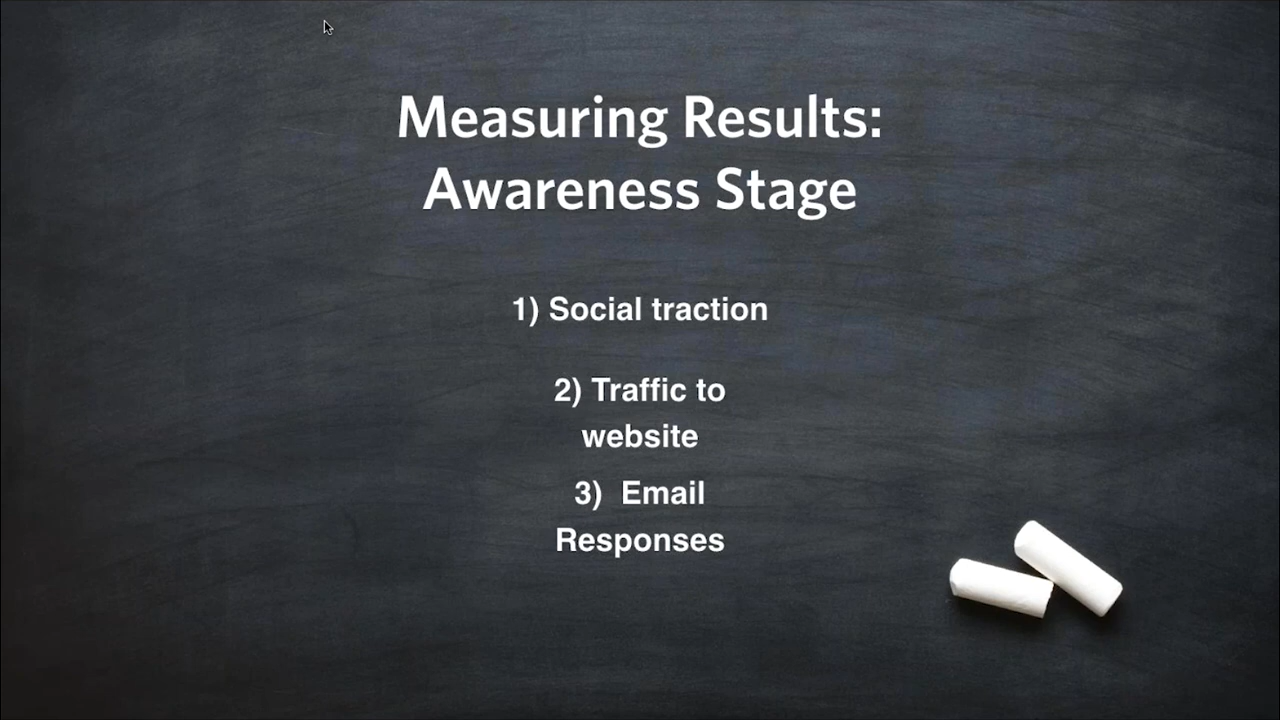 Measuring Results:
Awareness Stage
1) Social traction
2) Traffic to
website
3)  Email
Responses